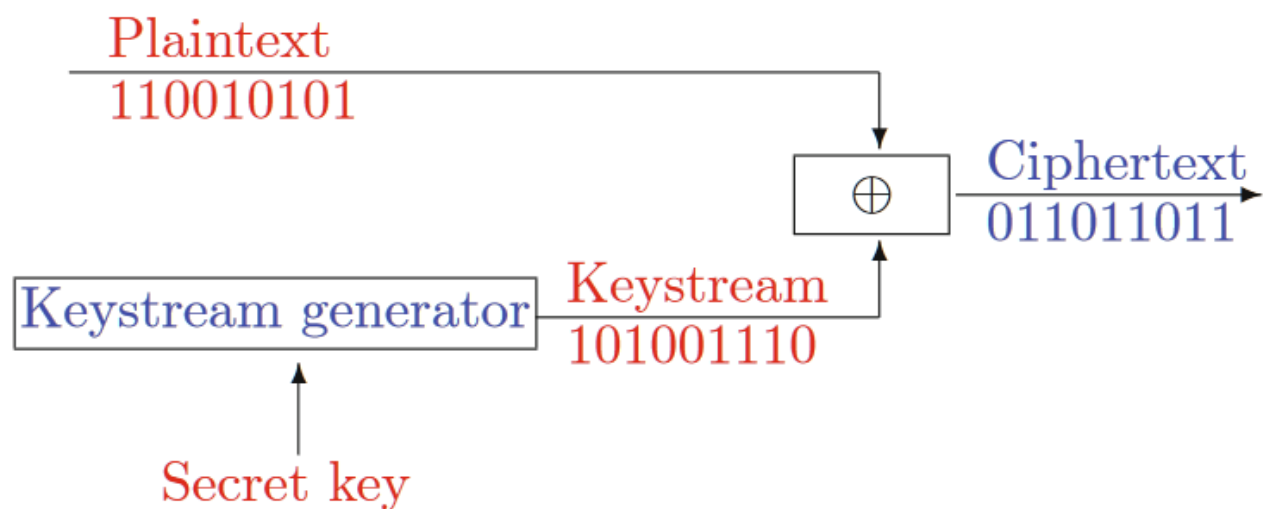 Plaintext
110010101
⊕
Ciphertext
011011011
Keystream generator
Keystream
101001110
Secret key